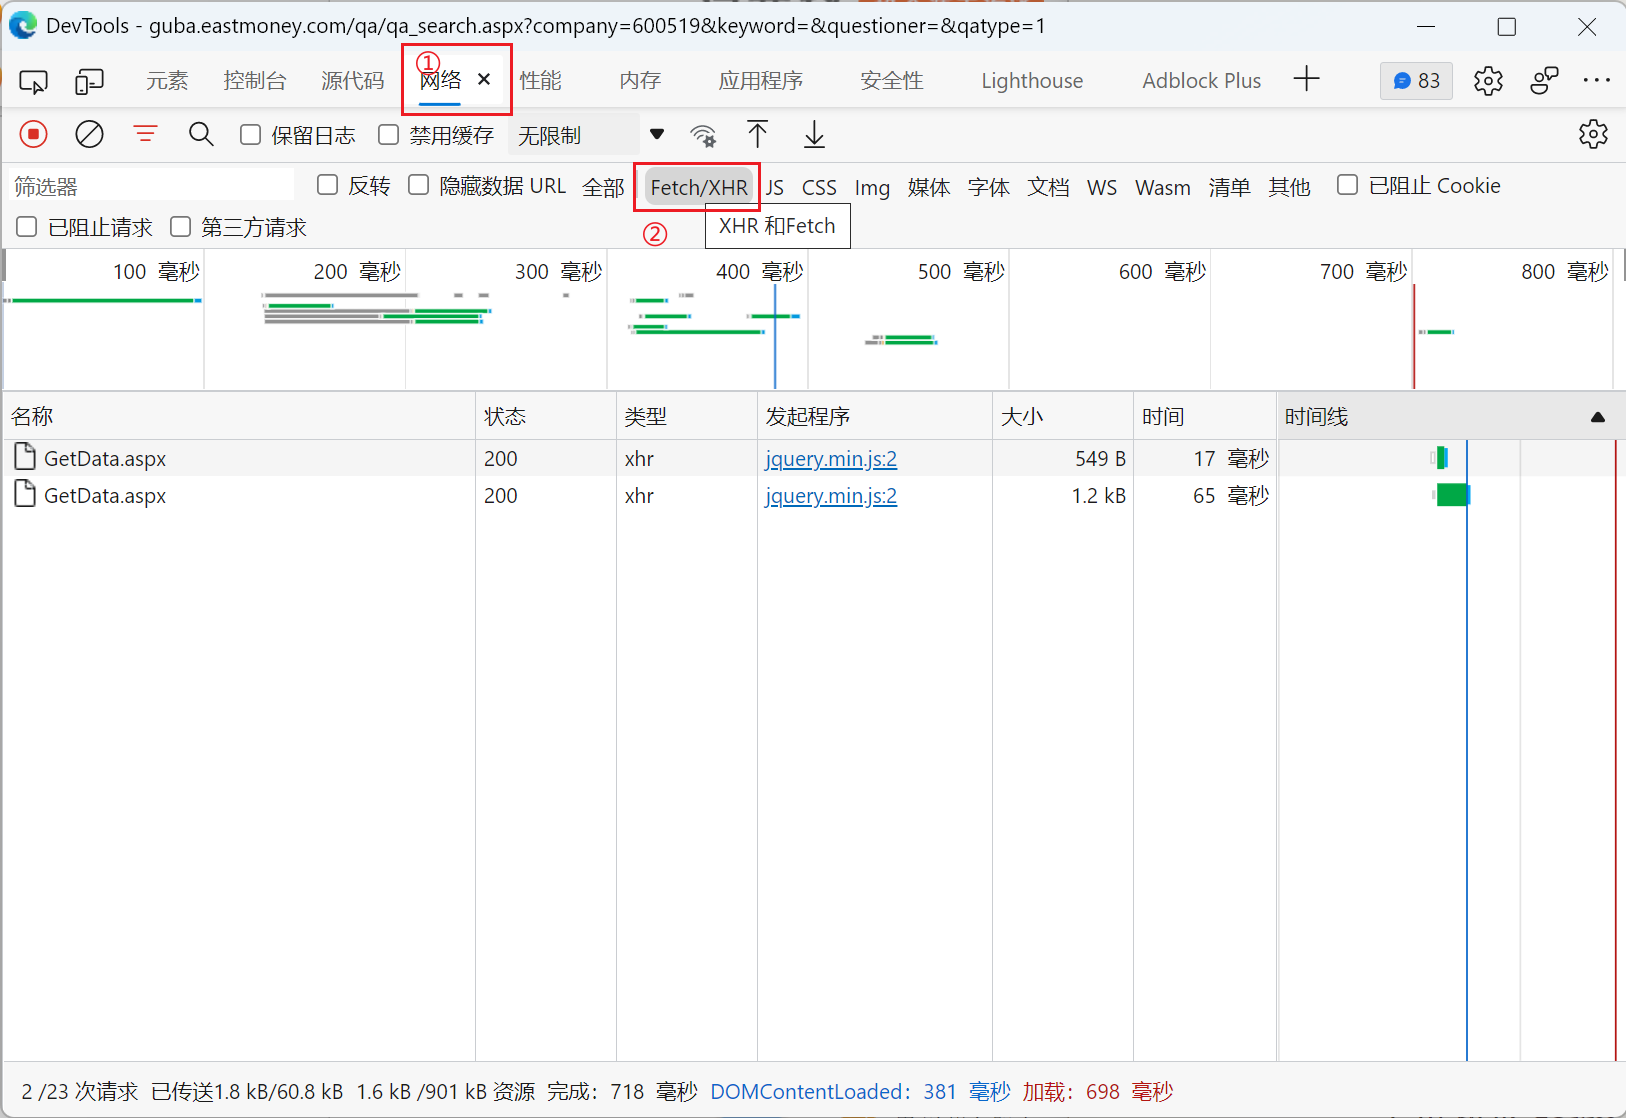 DevTools - guba.eastmoney.com/qa/qa_search.aspx?company=600519&keyword=&questioner=&qatype=1
元素 控制台 源代码 ① 网络 × 性能 内存 应用程序 安全性 Lighthouse Adblock Plus + 83
保留日志 禁用缓存 无限制
筛选器 反转 隐藏数据 URL 全部 Fetch/XHR JS CSS Img 媒体 字体 文档 WS Wasm 清单 其他 已阻止 Cookie
已阻止请求 第三方请求 ② XHR 和Fetch
100 毫秒 200 毫秒 300 毫秒 400 毫秒 500 毫秒 600 毫秒 700 毫秒 800 毫秒
名称 状态 类型 发起程序 大小 时间 时间线
GetData.aspx 200 xhr jquery.min.js:2 549 B 17 毫秒
GetData.aspx 200 xhr jquery.min.js:2 1.2 kB 65 毫秒
2 /23 次请求 已传送1.8 kB/60.8 kB 1.6 kB /901 kB 资源 完成：718 毫秒 DOMContentLoaded：381 毫秒 加载：698 毫秒